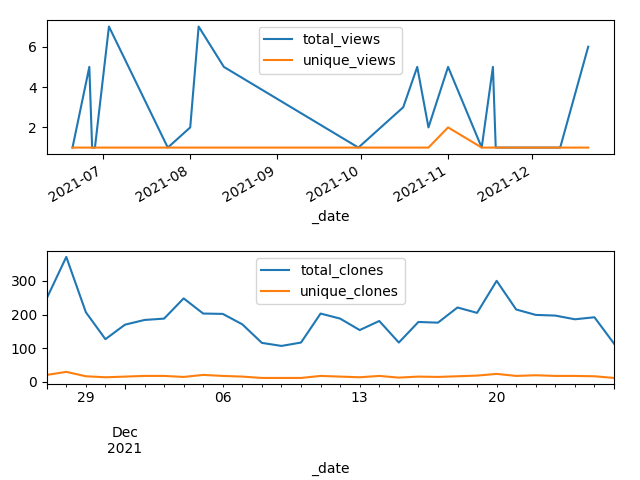 total_views
unique_views
6
4
2
2021-07
2021-08
2021-09
2021-10
2021-11
2021-12
_date
total_clones
unique_clones
300
200
100
0
29
06
13
20
Dec
2021
_date